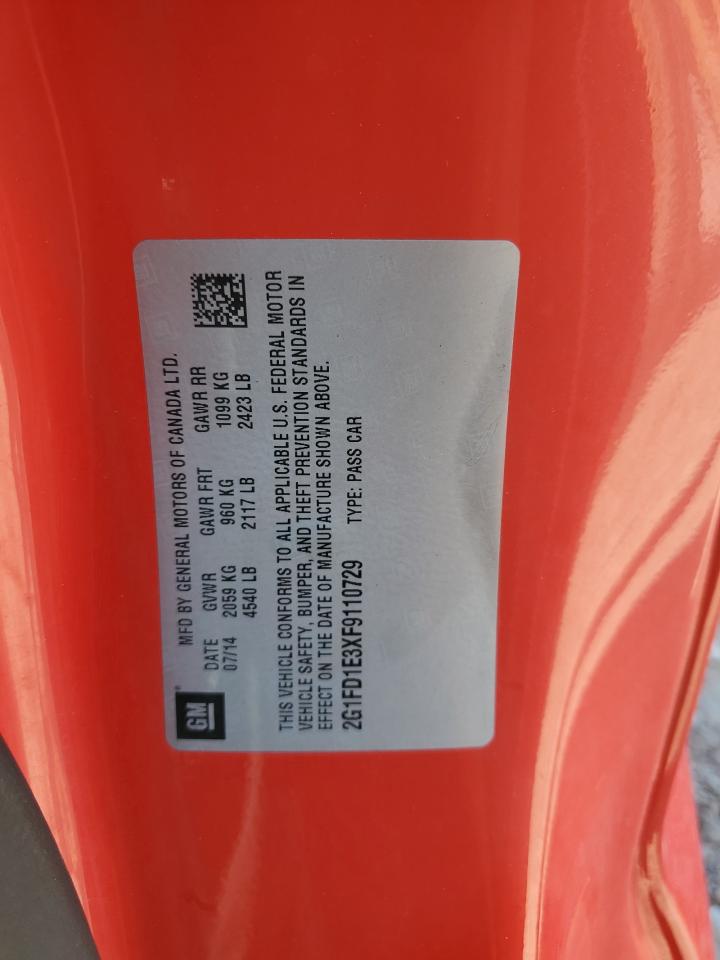 GM®
MFD BY GENERAL MOTORS OF CANADA LTD.
DATE GVWR GAWR FRT GAWR RR
07/14 2059 KG 960 KG 1099 KG
4540 LB 2117 LB 2423 LB
THIS VEHICLE CONFORMS TO ALL APPLICABLE U.S. FEDERAL MOTOR
VEHICLE SAFETY, BUMPER, AND THEFT PREVENTION STANDARDS IN
EFFECT ON THE DATE OF MANUFACTURE SHOWN ABOVE.
2G1FD1E3XF9110729 TYPE: PASS CAR